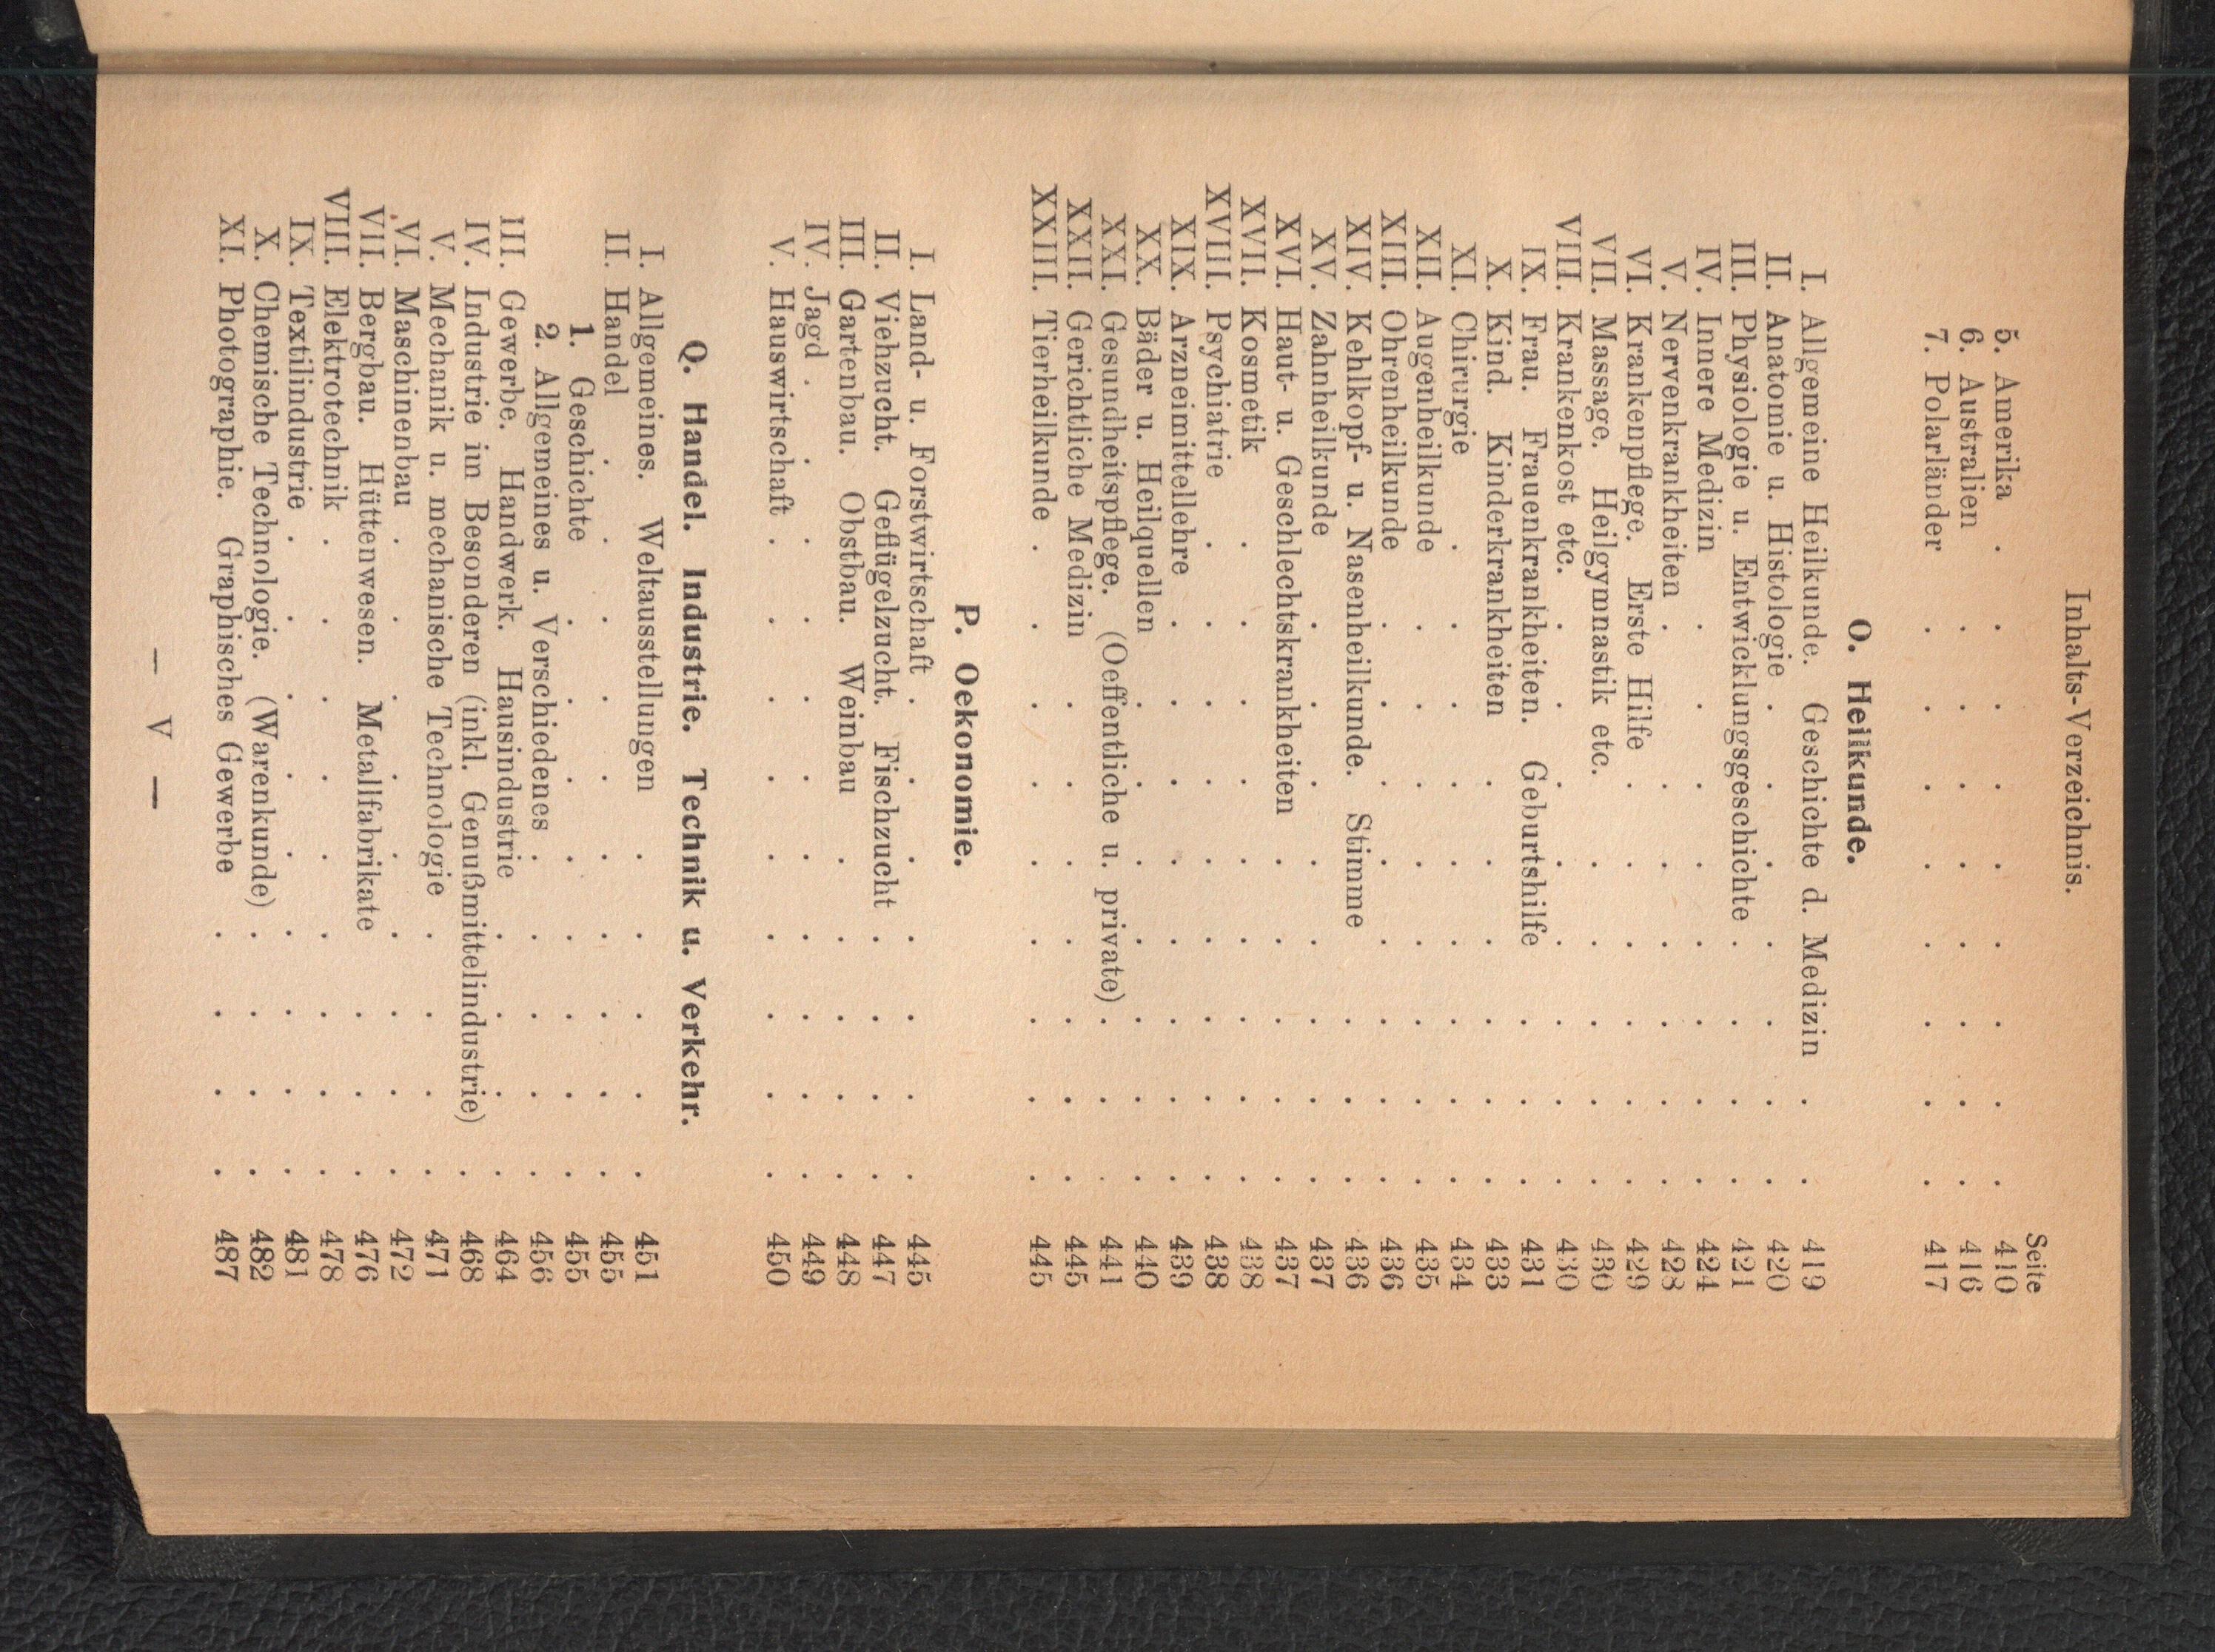 Inhalts-Verzeichnis.
Seite
5. Amerika . . . . . . . . . 410
6. Australien . . . . . . . . 416
7. Polarländer . . . . . . . . 417
O. Heilkunde.
I. Allgemeine Heilkunde. Geschichte d. Medizin . . 419
II. Anatomie u. Histologie . . . . . . . 420
III. Physiologie u. Entwicklungsgeschichte . . . . 421
IV. Innere Medizin . . . . . . . . 424
V. Nervenkrankheiten . . . . . . . . 428
VI. Krankenpflege. Erste Hilfe . . . . . . 429
VII. Massage. Heilgymnastik etc. . . . . . 430
VIII. Krankenkost etc. . . . . . . . . 430
IX. Frau. Frauenkrankheiten. Geburtshilfe . . . 431
X. Kind. Kinderkrankheiten . . . . . . 433
XI. Chirurgie . . . . . . . . . 434
XII. Augenheilkunde . . . . . . . . 435
XIII. Ohrenheilkunde . . . . . . . . 436
XIV. Kehlkopf- u. Nasenheilkunde. Stimme . . . 436
XV. Zahnheilkunde . . . . . . . . 437
XVI. Haut- u. Geschlechtskrankheiten . . . . . 437
XVII. Kosmetik . . . . . . . . . 438
XVIII. Psychiatrie . . . . . . . . . 438
XIX. Arzneimittellehre . . . . . . . . 439
XX. Bäder u. Heilquellen . . . . . . . 440
XXI. Gesundheitspflege. (Oeffentliche u. private) . . . 441
XXII. Gerichtliche Medizin . . . . . . . 445
XXIII. Tierheilkunde . . . . . . . . . 445
P. Oekonomie.
I. Land- u. Forstwirtschaft . . . . . . . 445
II. Viehzucht. Geflügelzucht. Fischzucht . . . . 447
III. Gartenbau. Obstbau. Weinbau . . . . . 448
IV. Jagd . . . . . . . . . . . 449
V. Hauswirtschaft . . . . . . . . . 450
Q. Handel. Industrie. Technik u. Verkehr.
I. Allgemeines. Weltausstellungen . . . . . 451
II. Handel . . . . . . . . . . 455
1. Geschichte . . . . . . . . 455
2. Allgemeines u. Verschiedenes . . . . . 456
III. Gewerbe. Handwerk. Hausindustrie . . . . 464
IV. Industrie im Besonderen (inkl. Genußmittelindustrie) . 468
V. Mechanik u. mechanische Technologie . . . . 471
VI. Maschinenbau . . . . . . . . . 472
VII. Bergbau. Hüttenwesen. Metallfabrikate . . . 476
VIII. Elektrotechnik . . . . . . . . . 478
IX. Textilindustrie . . . . . . . . . 481
X. Chemische Technologie. (Warenkunde) . . . . 482
XI. Photographie. Graphisches Gewerbe . . . . 487
— V —